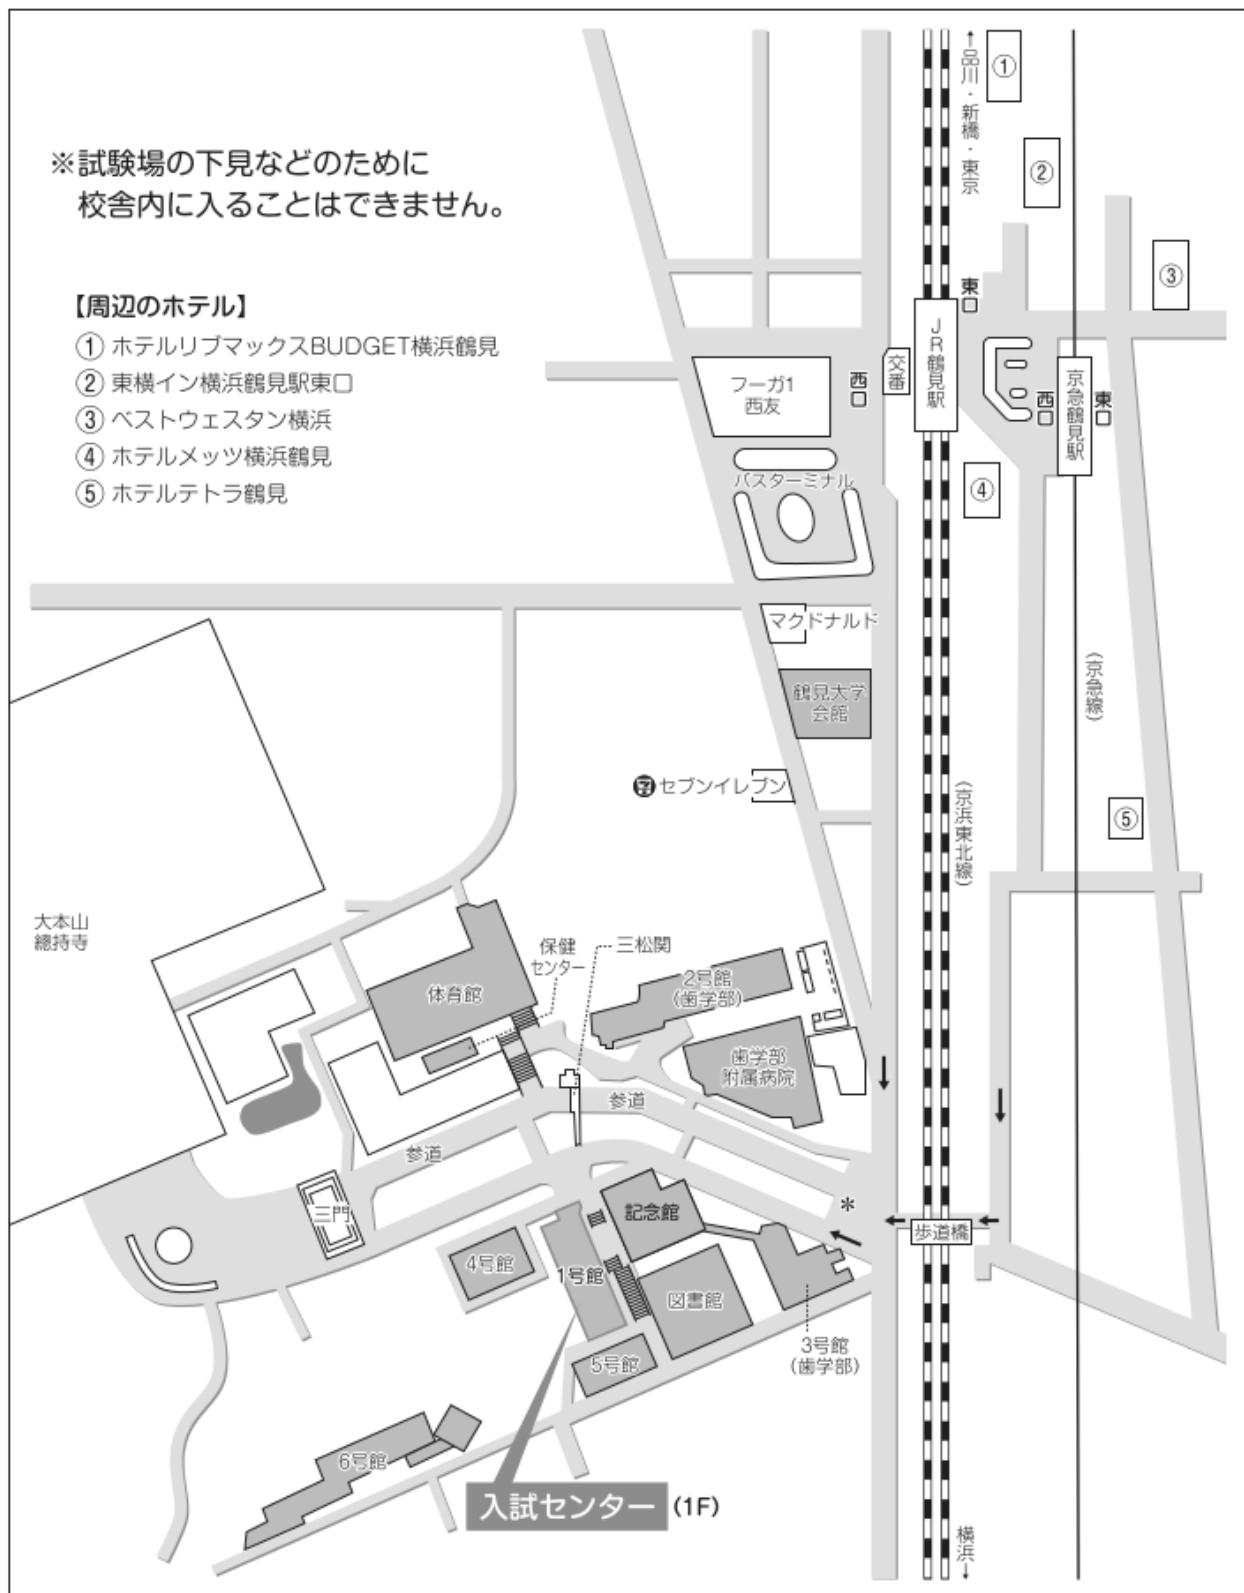 ※試験場の下見などのために
校舎内に入ることはできません。
【周辺のホテル】
① ホテルリブマックスBUDGET横浜鶴見
② 東横イン横浜鶴見駅東口
③ ベストウェスタン横浜
④ ホテルメッツ横浜鶴見
⑤ ホテルテトラ鶴見
←品川・新橋・東京
①
②
③
東口
JR鶴見駅
交番
西口
フーガ1
西友
西口
京急鶴見駅
東口
バスターミナル
④
マクドナルド
鶴見大学
会館
(京急線)
セブンイレブン
(京浜東北線)
⑤
大本山
總持寺
保健
センター
三松関
体育館
2号館
(歯学部)
歯学部
附属病院
参道
参道
三門
記念館
*
歩道橋
4号館
1号館
図書館
3号館
(歯学部)
5号館
6号館
入試センター (1F)
横浜→